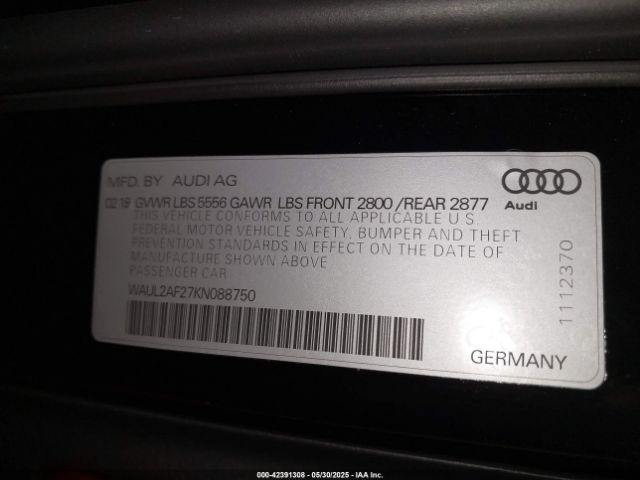 MFD. BY AUDI AG
02.19 GVWR LBS 5556 GAWR LBS FRONT 2800 /REAR 2877
THIS VEHICLE CONFORMS TO ALL APPLICABLE U.S.
FEDERAL MOTOR VEHICLE SAFETY, BUMPER AND THEFT
PREVENTION STANDARDS IN EFFECT ON THE DATE OF
MANUFACTURE SHOWN ABOVE
PASSENGER CAR
WAUL2AF27KN088750
Audi
1112370
GERMANY
000-42391308 — 05/30/2025 — IAA Inc.